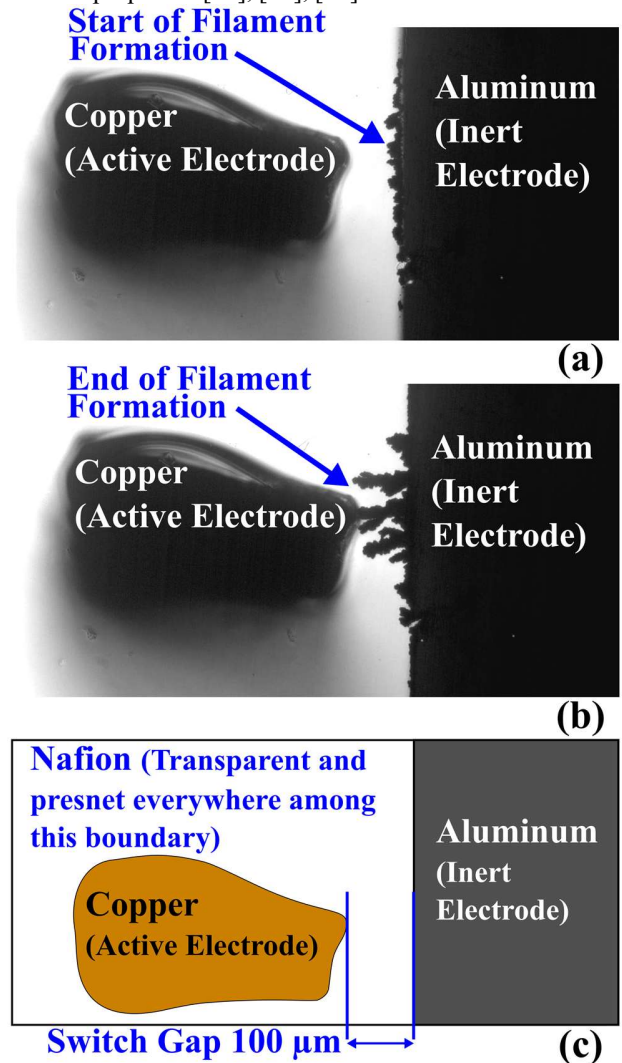 Start of Filament
Formation
Copper
(Active Electrode)
Aluminum
(Inert
Electrode)
(a)
End of Filament
Formation
Copper
(Active Electrode)
Aluminum
(Inert
Electrode)
(b)
Nafion (Transparent and
presnet everywhere among
this boundary)
Aluminum
(Inert
Electrode)
Copper
(Active Electrode)
Switch Gap 100 μm
(c)